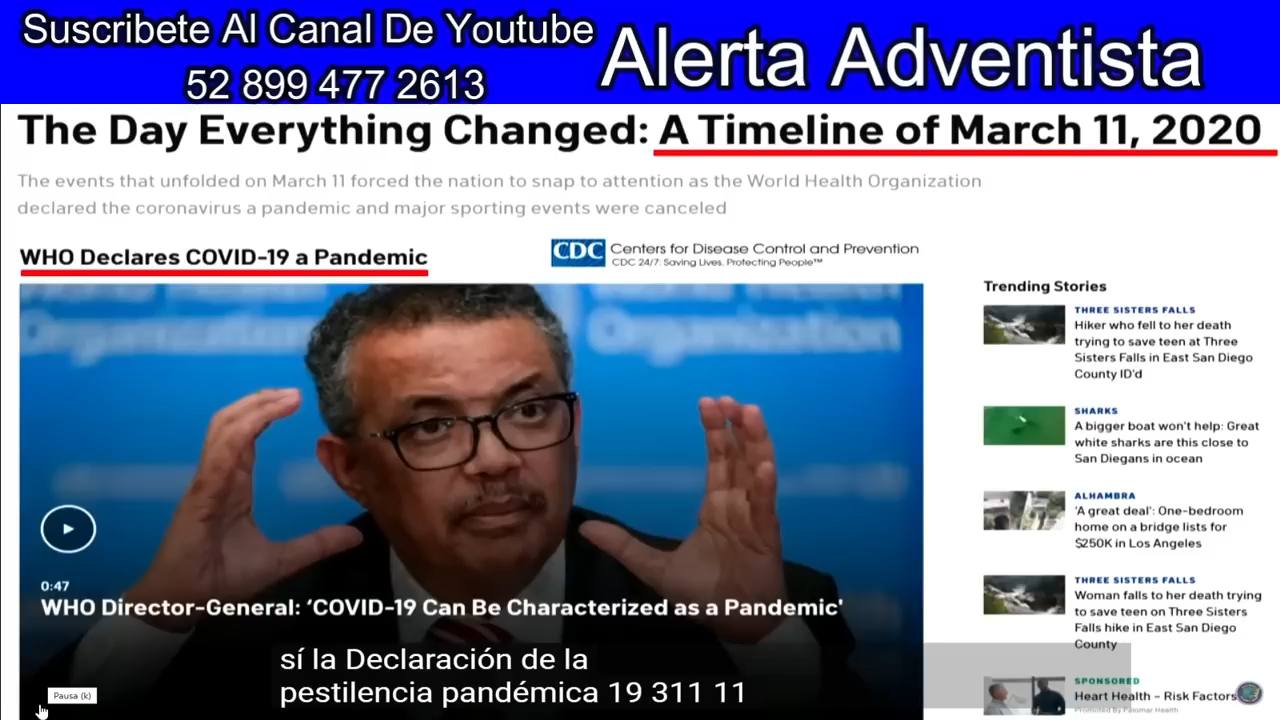 Suscribete Al Canal De Youtube
52 899 477 2613
Alerta Adventista
The Day Everything Changed: A Timeline of March 11, 2020
The events that unfolded on March 11 forced the nation to snap to attention as the World Health Organization
declared the coronavirus a pandemic and major sporting events were canceled
WHO Declares COVID-19 a Pandemic
CDC
Centers for Disease Control and Prevention
CDC 24/7: Saving Lives. Protecting People™
Organization
Organization
0:47
WHO Director-General: ‘COVID-19 Can Be Characterized as a Pandemic'
sí la Declaración de la
pestilencia pandémica 19 311 11
Pausa (k)
Trending Stories
THREE SISTERS FALLS
Hiker who fell to her death
trying to save teen at Three
Sisters Falls in East San Diego
County ID'd
SHARKS
A bigger boat won't help: Great
white sharks are this close to
San Diegans in ocean
ALHAMBRA
'A great deal': One-bedroom
home on a bridge lists for
$250K in Los Angeles
THREE SISTERS FALLS
Woman falls to her death trying
to save teen on Three Sisters
Falls hike in East San Diego
County
SPONSORED
Heart Health – Risk Factors
Promoted By Palomar Health